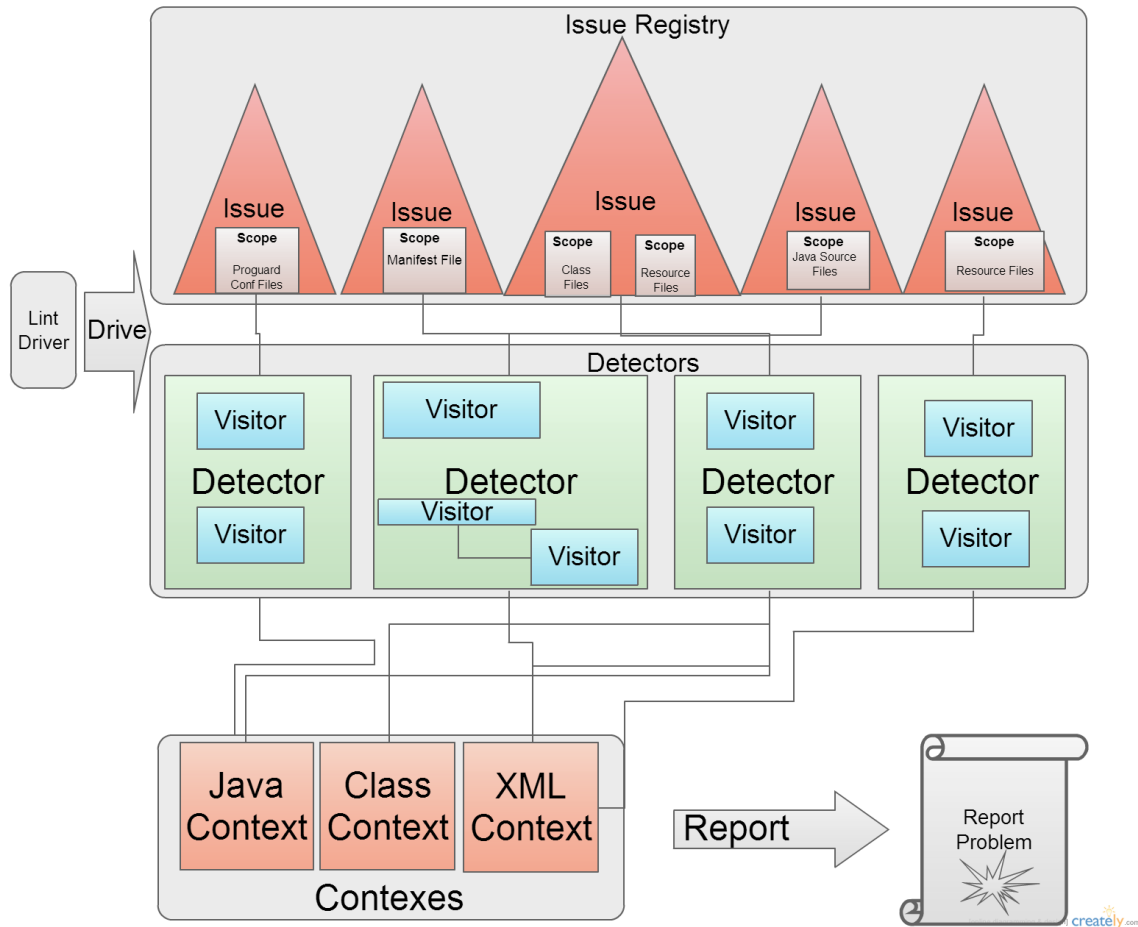 Issue Registry
Issue
Issue
Issue
Issue
Issue
Scope
Proguard
Conf Files
Scope
Manifest File
Scope
Class
Files
Scope
Resource
Files
Scope
Java Source
Files
Scope
Resource Files
Lint
Driver
Drive
Detectors
Visitor
Detector
Visitor
Visitor
Detector
Visitor
Visitor
Visitor
Detector
Visitor
Visitor
Detector
Visitor
Java
Context
Class
Context
XML
Context
Contexes
Report
Report
Problem
creately.com